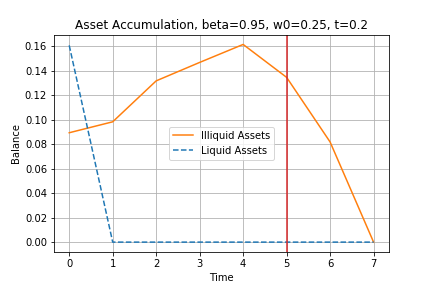 Asset Accumulation, beta=0.95, w0=0.25, t=0.2
0.16
0.14
0.12
0.10
0.08
0.06
0.04
0.02
0.00
Balance
Illiquid Assets
Liquid Assets
0 1 2 3 4 5 6 7
Time